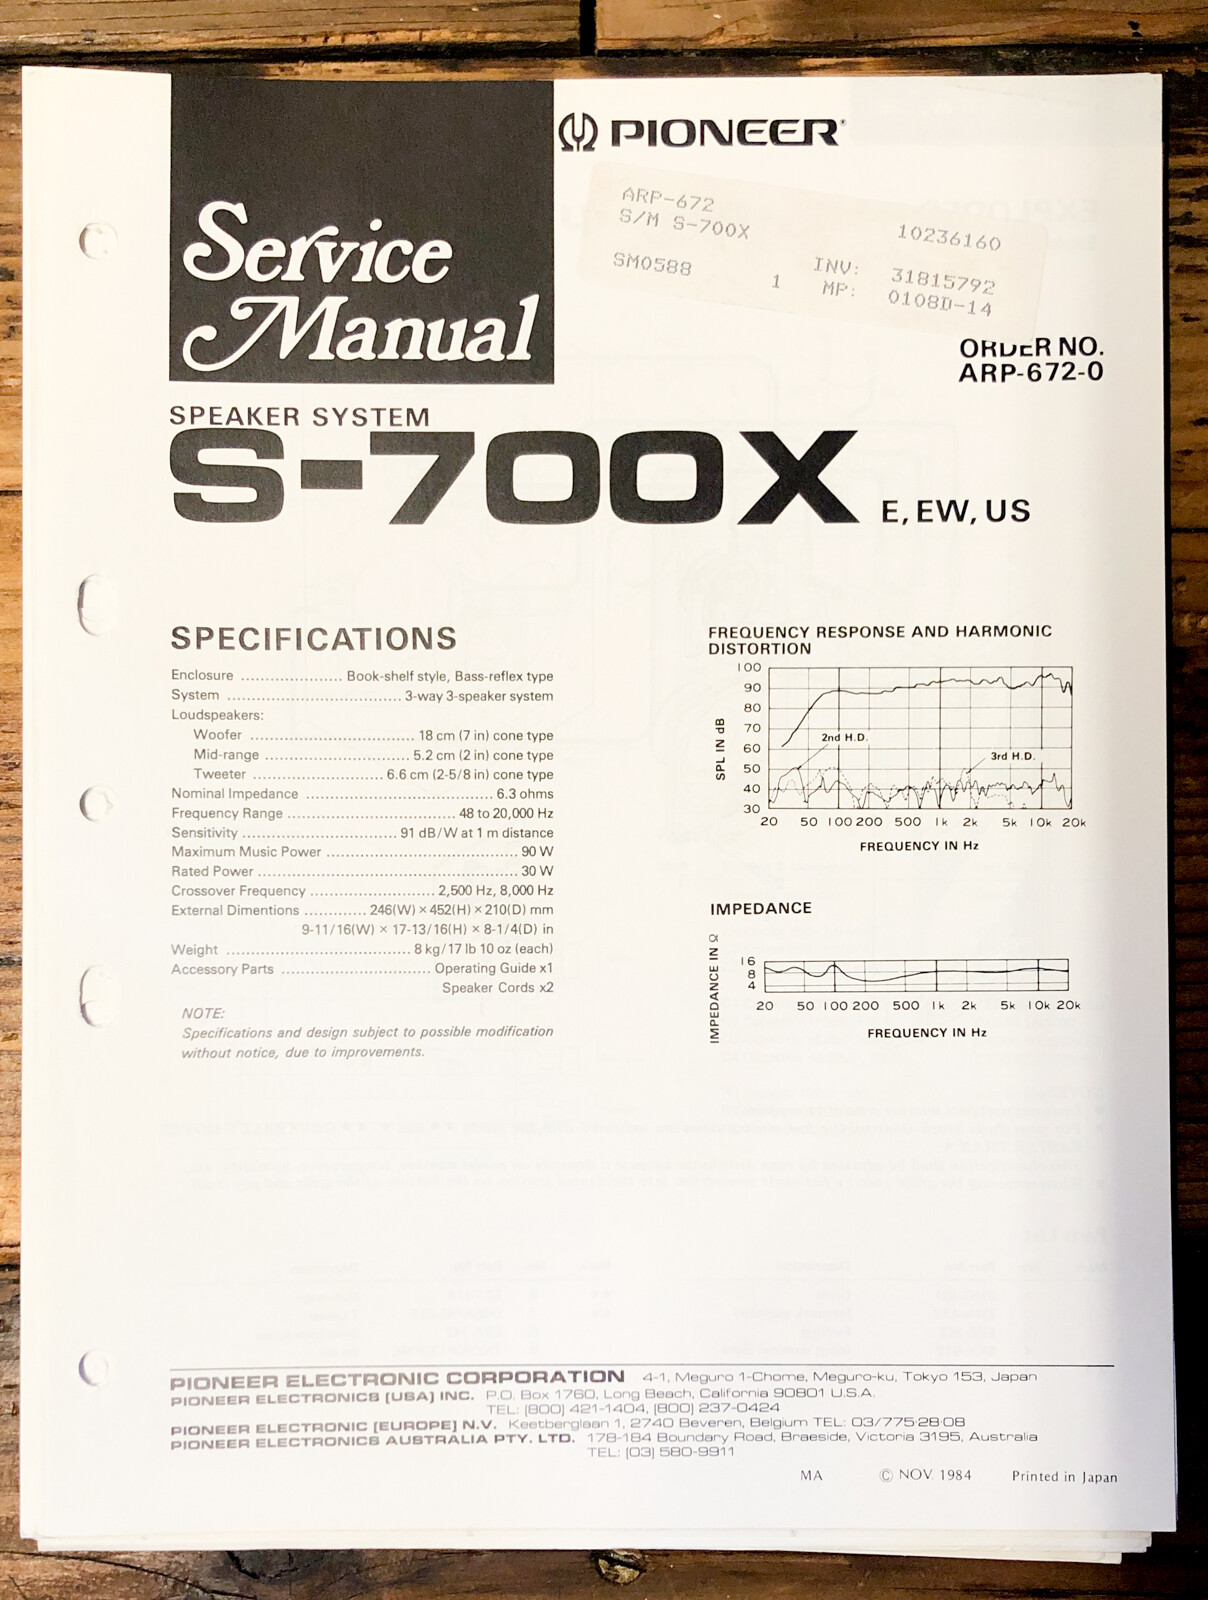 PIONEER
Service
Manual
ARP-672
S/M S-700X
10236160
SM0588
1
INV: 31815792
MP: 0108D-14
ORDER NO.
ARP-672-0
SPEAKER SYSTEM
S-700X E, EW, US
SPECIFICATIONS
Enclosure .................... Book-shelf style, Bass-reflex type
System .................................. 3-way 3-speaker system
Loudspeakers:
Woofer ................................ 18 cm (7 in) cone type
Mid-range ............................ 5.2 cm (2 in) cone type
Tweeter .......................... 6.6 cm (2-5/8 in) cone type
Nominal Impedance ..................................... 6.3 ohms
Frequency Range ................................. 48 to 20,000 Hz
Sensitivity .............................. 91 dB/W at 1 m distance
Maximum Music Power ...................................... 90 W
Rated Power .................................................... 30 W
Crossover Frequency ......................... 2,500 Hz, 8,000 Hz
External Dimentions ............ 246(W) × 452(H) × 210(D) mm
9-11/16(W) × 17-13/16(H) × 8-1/4(D) in
Weight .................................... 8 kg/17 lb 10 oz (each)
Accessory Parts ............................. Operating Guide x1
Speaker Cords x2
NOTE:
Specifications and design subject to possible modification
without notice, due to improvements.
FREQUENCY RESPONSE AND HARMONIC
DISTORTION
SPL IN dB
100
90
80
70
60
50
40
30
2nd H.D.
3rd H.D.
20 50 100 200 500 1k 2k 5k 10k 20k
FREQUENCY IN Hz
IMPEDANCE
IMPEDANCE IN Ω
16
8
4
20 50 100 200 500 1k 2k 5k 10k 20k
FREQUENCY IN Hz
PIONEER ELECTRONIC CORPORATION 4-1, Meguro 1-Chome, Meguro-ku, Tokyo 153, Japan
PIONEER ELECTRONICS [USA] INC. P.O. Box 1760, Long Beach, California 90801 U.S.A.
TEL: [800] 421-1404, [800] 237-0424
PIONEER ELECTRONIC [EUROPE] N.V. Keetberglaan 1, 2740 Beveren, Belgium TEL: 03/775·28·08
PIONEER ELECTRONICS AUSTRALIA PTY. LTD. 178-184 Boundary Road, Braeside, Victoria 3195, Australia
TEL: [03] 580-9911
MA © NOV. 1984 Printed in Japan